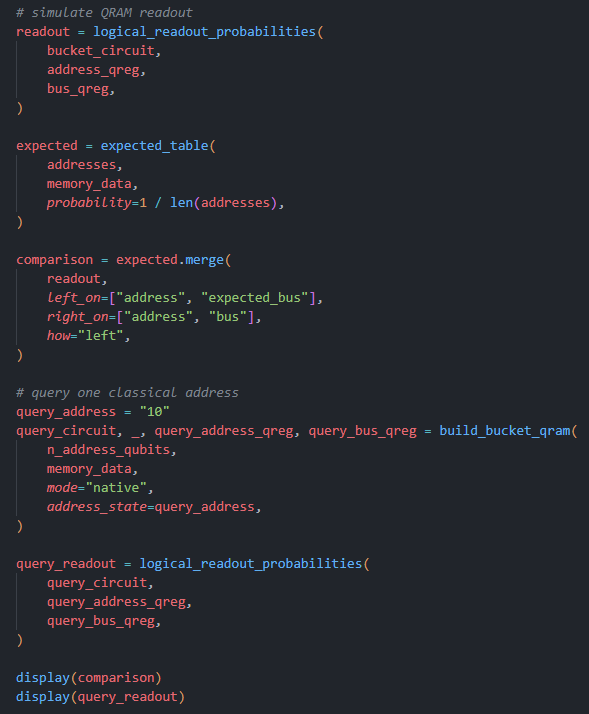 # simulate QRAM readout
readout = logical_readout_probabilities(
    bucket_circuit,
    address_qreg,
    bus_qreg,
)

expected = expected_table(
    addresses,
    memory_data,
    probability=1 / len(addresses),
)

comparison = expected.merge(
    readout,
    left_on=["address", "expected_bus"],
    right_on=["address", "bus"],
    how="left",
)

# query one classical address
query_address = "10"
query_circuit, _, query_address_qreg, query_bus_qreg = build_bucket_qram(
    n_address_qubits,
    memory_data,
    mode="native",
    address_state=query_address,
)

query_readout = logical_readout_probabilities(
    query_circuit,
    query_address_qreg,
    query_bus_qreg,
)

display(comparison)
display(query_readout)